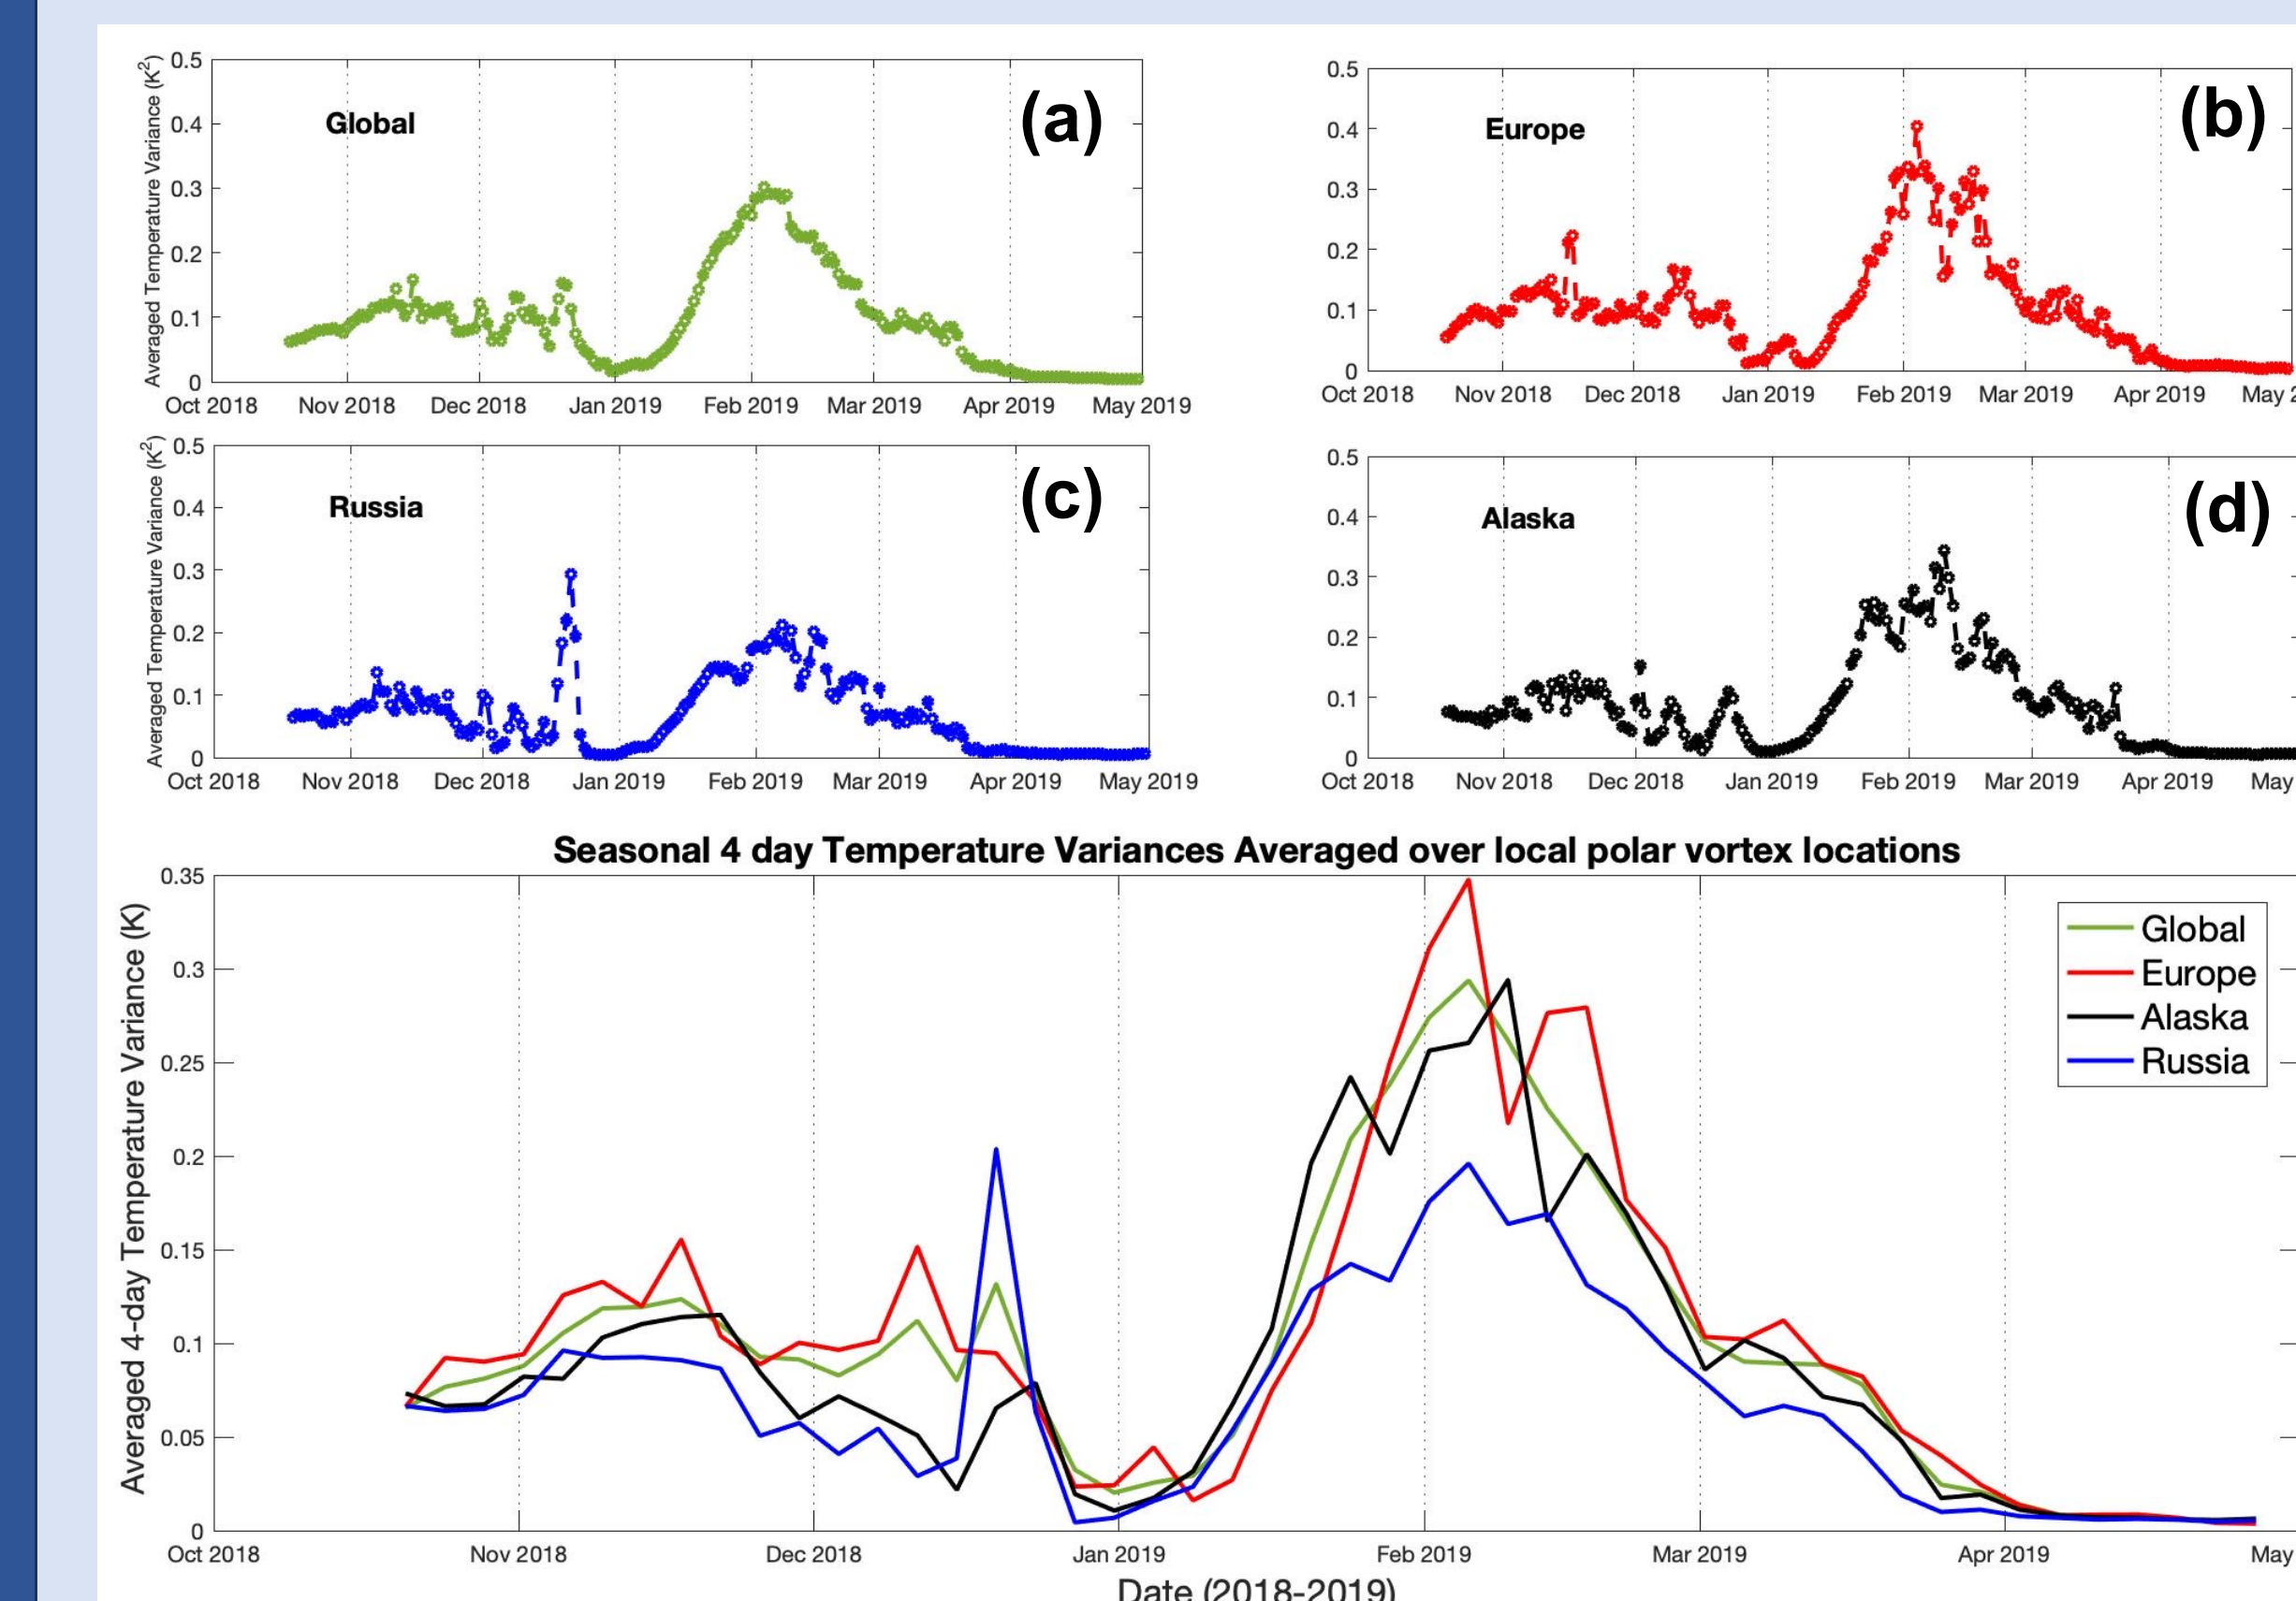 Averaged Temperature Variance (K²)
0.5
0.4
0.3
0.2
0.1
0
Global
(a)
Oct 2018 Nov 2018 Dec 2018 Jan 2019 Feb 2019 Mar 2019 Apr 2019 May 2019
0.5
0.4
0.3
0.2
0.1
0
Europe
(b)
Oct 2018 Nov 2018 Dec 2018 Jan 2019 Feb 2019 Mar 2019 Apr 2019 May 2
Averaged Temperature Variance (K²)
0.5
0.4
0.3
0.2
0.1
0
Russia
(c)
Oct 2018 Nov 2018 Dec 2018 Jan 2019 Feb 2019 Mar 2019 Apr 2019 May 2019
0.5
0.4
0.3
0.2
0.1
0
Alaska
(d)
Oct 2018 Nov 2018 Dec 2018 Jan 2019 Feb 2019 Mar 2019 Apr 2019 May
Seasonal 4 day Temperature Variances Averaged over local polar vortex locations
Averaged 4-day Temperature Variance (K)
0.35
0.3
0.25
0.2
0.15
0.1
0.05
0
Global
Europe
Alaska
Russia
Oct 2018 Nov 2018 Dec 2018 Jan 2019 Feb 2019 Mar 2019 Apr 2019 May
Date (2018-2019)